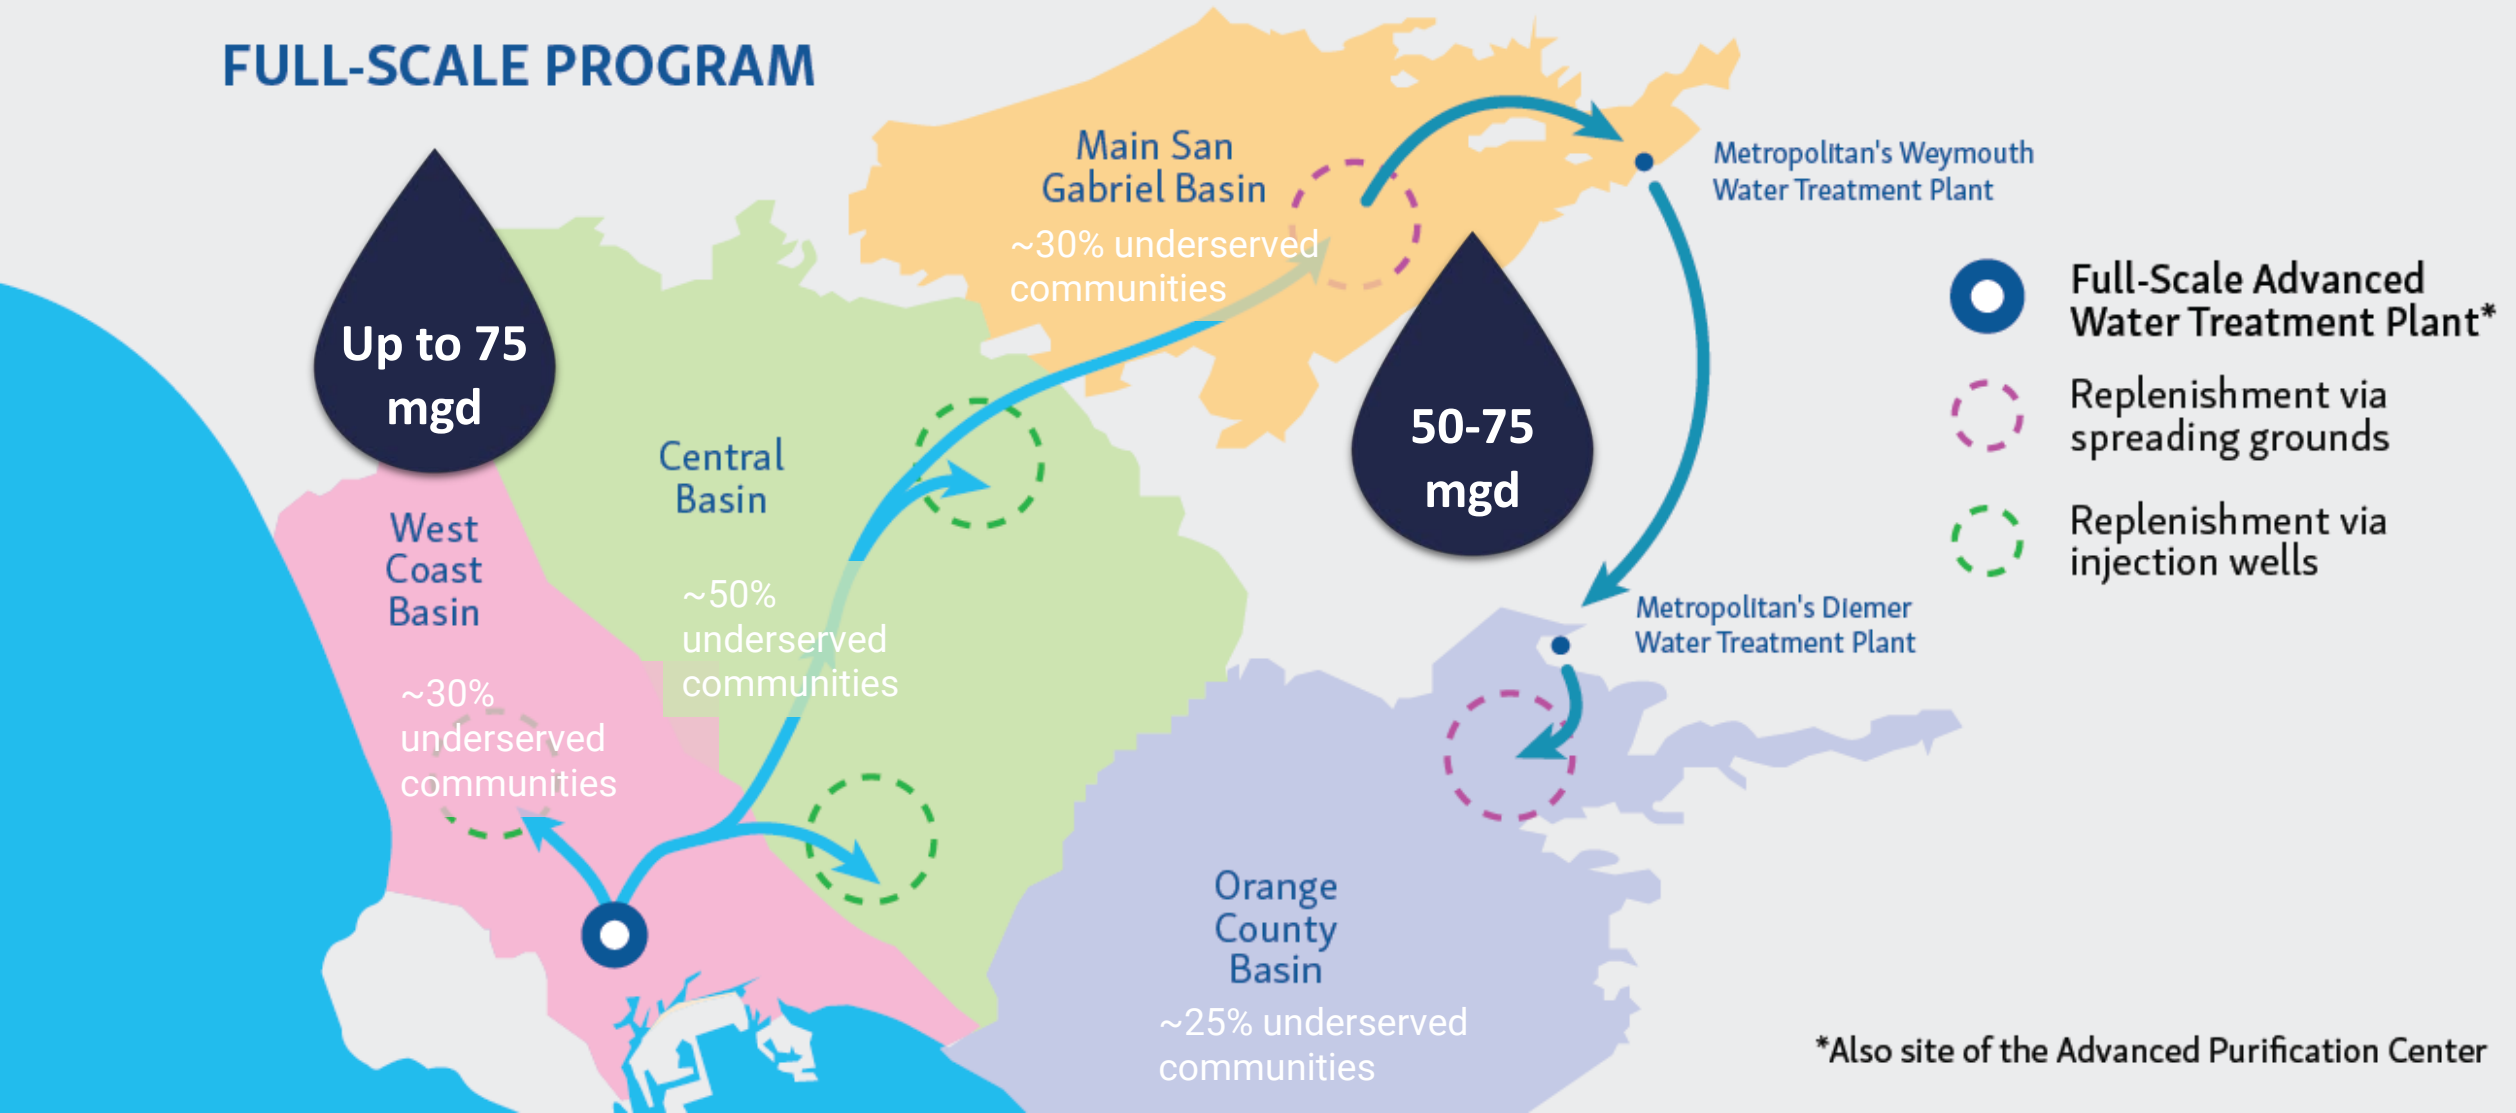 FULL-SCALE PROGRAM
Up to 75
mgd
Main San
Gabriel Basin
~30% underserved
communities
Metropolitan's Weymouth
Water Treatment Plant
50-75
mgd
Full-Scale Advanced
Water Treatment Plant*
Replenishment via
spreading grounds
Replenishment via
injection wells
West
Coast
Basin
~30%
underserved
communities
Central
Basin
~50%
underserved
communities
Metropolitan's Diemer
Water Treatment Plant
Orange
County
Basin
~25% underserved
communities
*Also site of the Advanced Purification Center